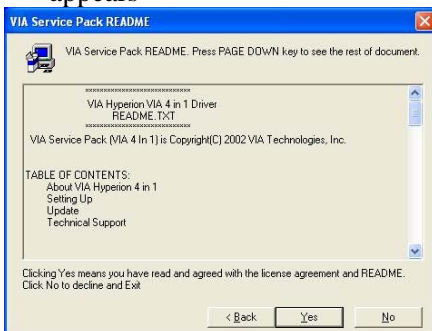 appears
VIA Service Pack README
VIA Service Pack README. Press PAGE DOWN key to see the rest of document.
××××××××××××××××××××××××××
VIA Hyperion VIA 4 in 1 Driver
README.TXT
××××××××××××××××××××××××××
VIA Service Pack (VIA 4 In 1) is Copyright(C) 2002 VIA Technologies, Inc.
TABLE OF CONTENTS:
About VIA Hyperion 4 in 1
Setting Up
Update
Technical Support
Clicking Yes means you have read and agreed with the license agreement and README.
Click No to decline and Exit
< Back
Yes
No